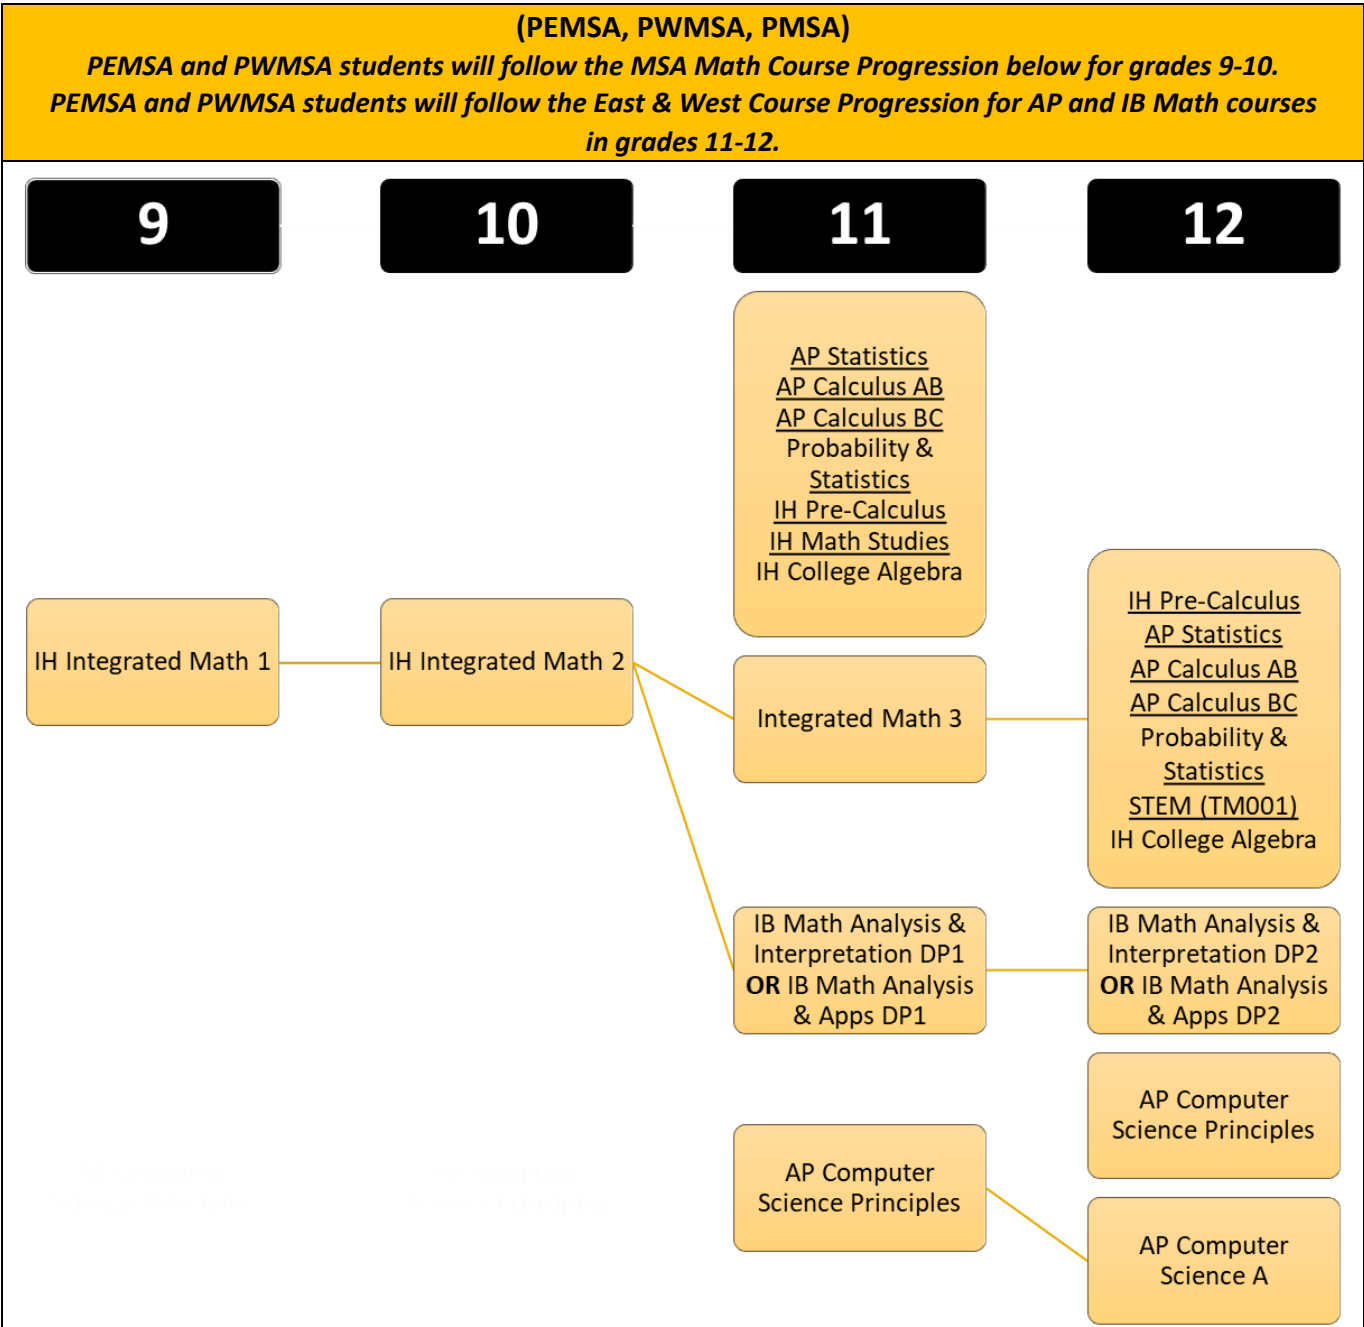 (PEMSA, PWMSA, PMSA)
PEMSA and PWMSA students will follow the MSA Math Course Progression below for grades 9-10.
PEMSA and PWMSA students will follow the East & West Course Progression for AP and IB Math courses
in grades 11-12.
9
10
11
12
IH Integrated Math 1
IH Integrated Math 2
AP Statistics
AP Calculus AB
AP Calculus BC
Probability &
Statistics
IH Pre-Calculus
IH Math Studies
IH College Algebra
Integrated Math 3
IB Math Analysis &
Interpretation DP1
OR IB Math Analysis
& Apps DP1
AP Computer
Science Principles
IH Pre-Calculus
AP Statistics
AP Calculus AB
AP Calculus BC
Probability &
Statistics
STEM (TM001)
IH College Algebra
IB Math Analysis &
Interpretation DP2
OR IB Math Analysis
& Apps DP2
AP Computer
Science Principles
AP Computer
Science A